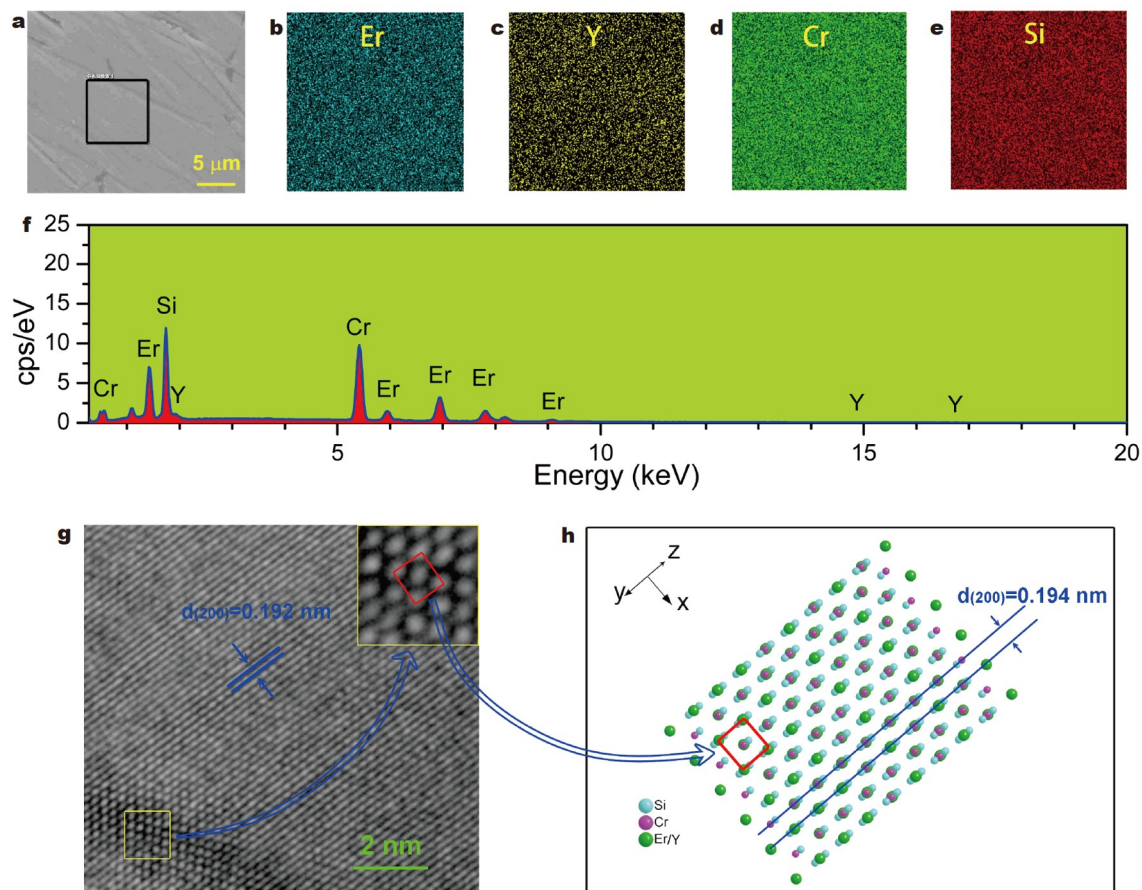 a
5 μm
b
Er
c
Y
d
Cr
e
Si
f
25
20
15
10
5
0
cps/eV
Cr
Er
Si
Y
Cr
Er
Er
Er
Er
Y
Y
5
10
15
20
Energy (keV)
g
d(200)=0.192 nm
2 nm
h
z
y
x
d(200)=0.194 nm
Si
Cr
Er/Y